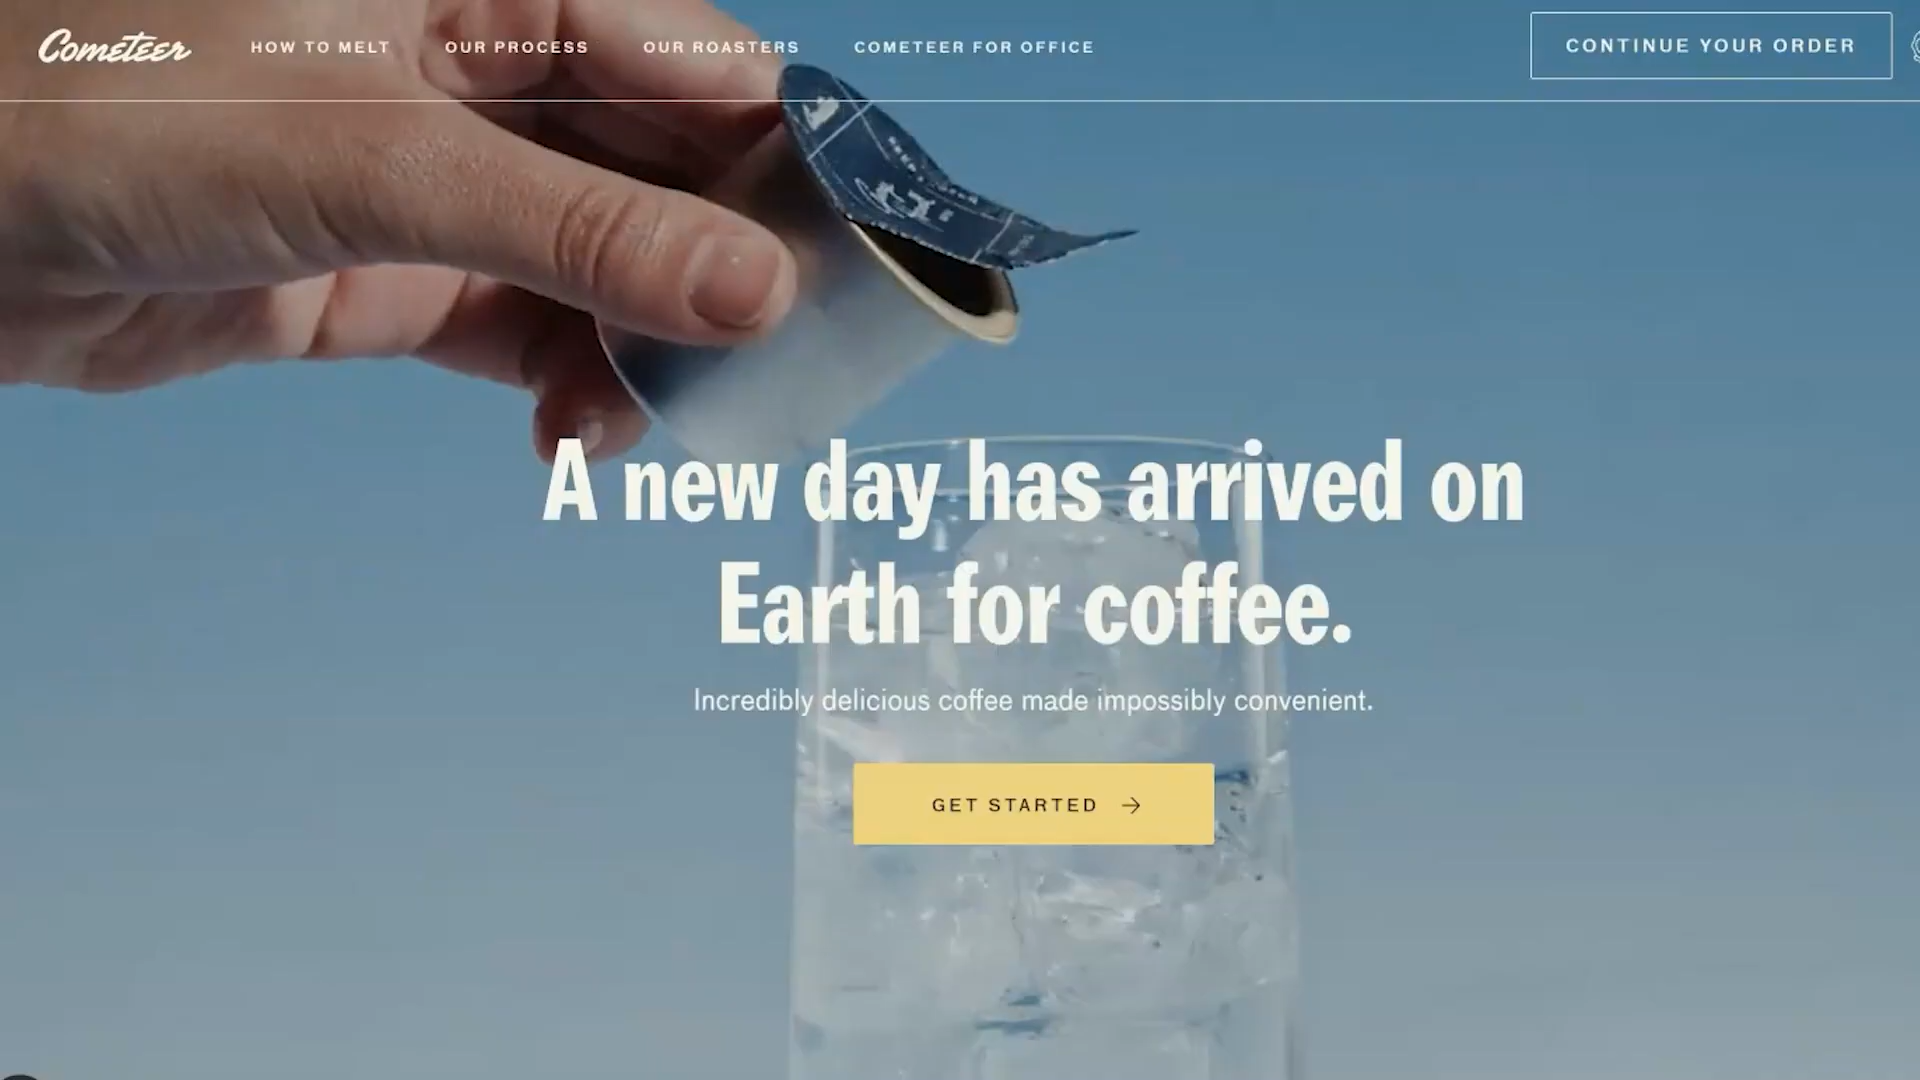 Cometeer
HOW TO MELT
OUR PROCESS
OUR ROASTERS
COMETEER FOR OFFICE
CONTINUE YOUR ORDER
A new day has arrived on
Earth for coffee.
Incredibly delicious coffee made impossibly convenient.
GET STARTED →